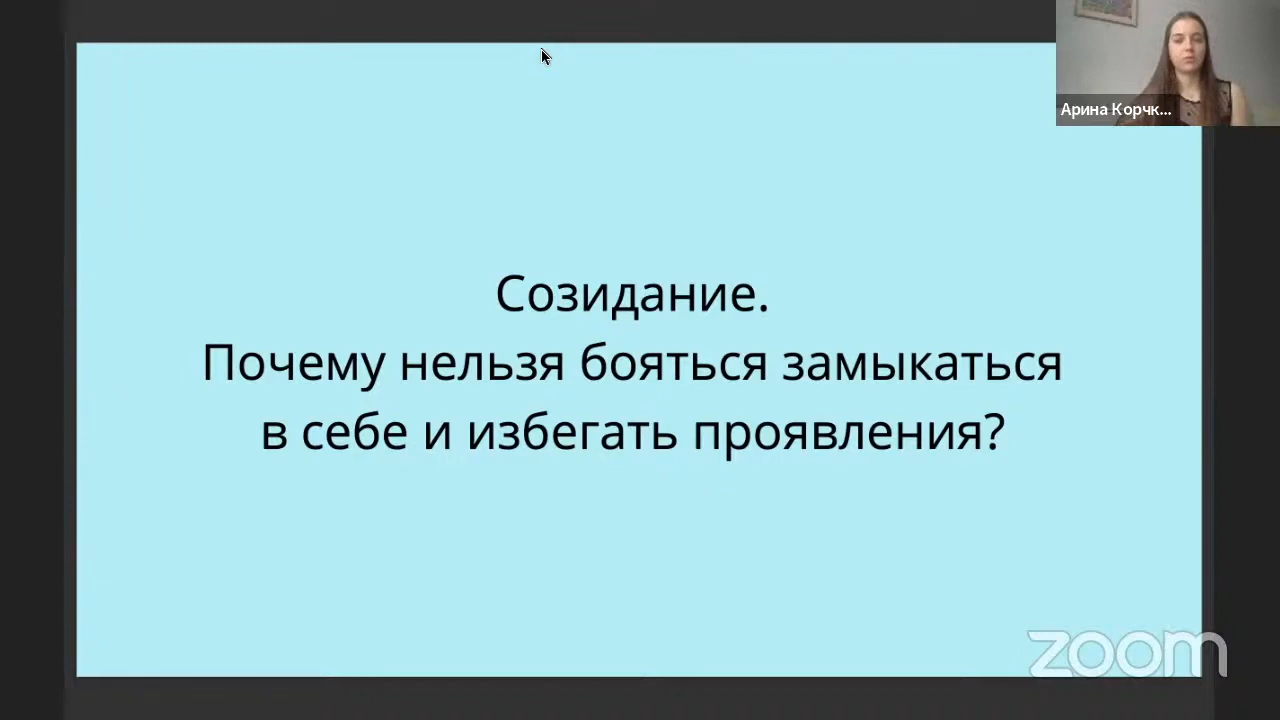 Арина Корчк...
Созидание.
Почему нельзя бояться замыкаться
в себе и избегать проявления?
zoom